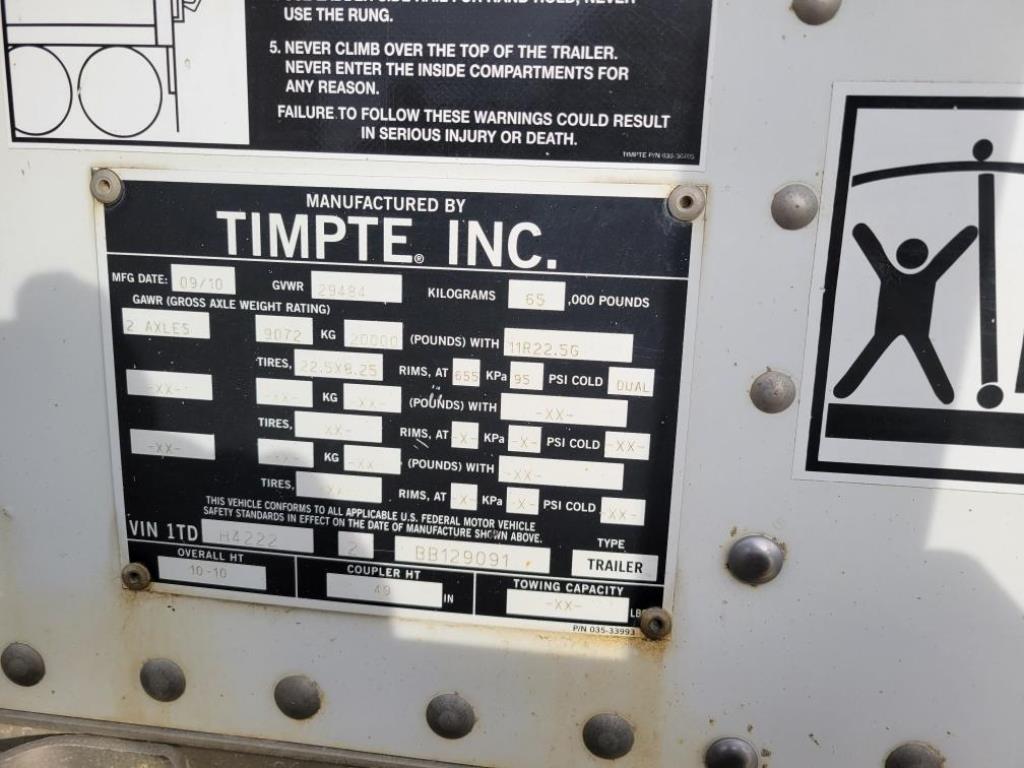 USE THE RUNG.
5. NEVER CLIMB OVER THE TOP OF THE TRAILER.
NEVER ENTER THE INSIDE COMPARTMENTS FOR
ANY REASON.
FAILURE TO FOLLOW THESE WARNINGS COULD RESULT
IN SERIOUS INJURY OR DEATH.
TIMPTE P/N
MANUFACTURED BY
TIMPTE® INC.
MFG DATE: 09/10 GVWR 29484 KILOGRAMS 65 ,000 POUNDS
GAWR (GROSS AXLE WEIGHT RATING)
2 AXLES 9072 KG 20000 (POUNDS) WITH 11R22.5G
TIRES, 22.5X8.25 RIMS, AT 655 KPa 95 PSI COLD DUAL
-XX- -XX- KG -XX- (POUNDS) WITH -XX-
TIRES, XX- RIMS, AT -X- KPa -X- PSI COLD -XX-
-XX- -XX- KG -XX- (POUNDS) WITH -XX-
TIRES, -XX- RIMS, AT -X- KPa -X- PSI COLD -XX-
THIS VEHICLE CONFORMS TO ALL APPLICABLE U.S. FEDERAL MOTOR VEHICLE
SAFETY STANDARDS IN EFFECT ON THE DATE OF MANUFACTURE SHOWN ABOVE.
VIN 1TD H4222 2 BB129091 TYPE TRAILER
OVERALL HT 10-10 COUPLER HT 49 IN TOWING CAPACITY -XX- LB
P/N 035-33993